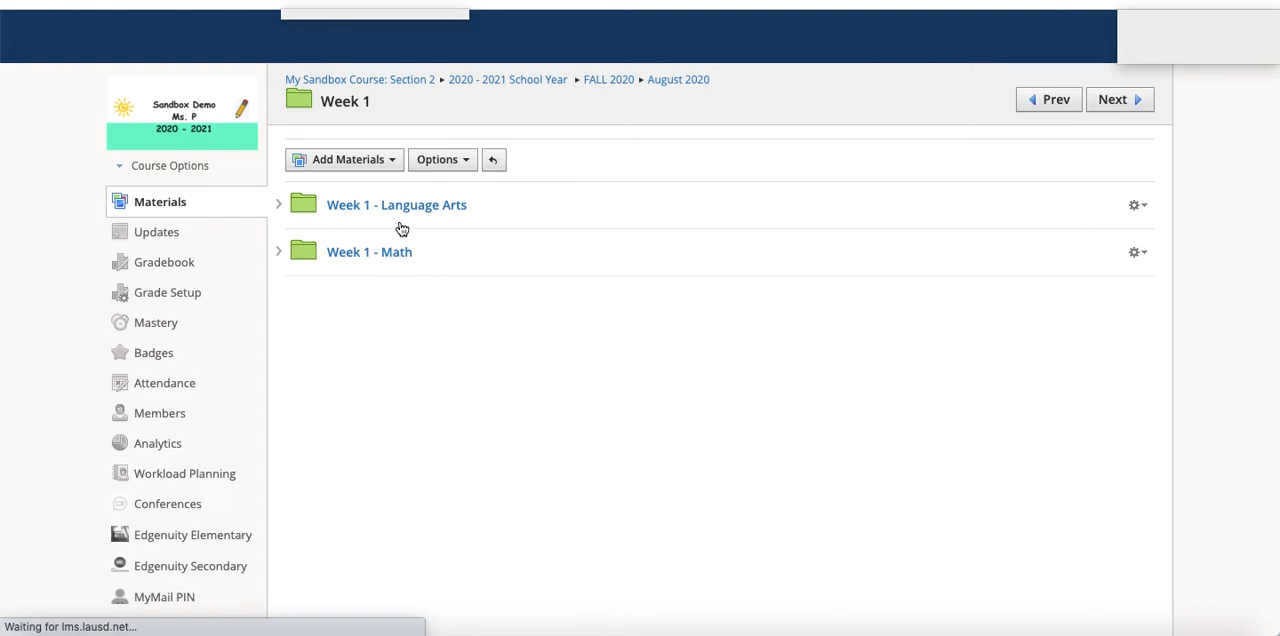 My Sandbox Course: Section 2 ▸ 2020 - 2021 School Year ▸ FALL 2020 ▸ August 2020
Week 1
Prev
Next
Sandbox Demo
Ms. P
2020 - 2021
Course Options
Add Materials
Options
Materials
Updates
Gradebook
Grade Setup
Mastery
Badges
Attendance
Members
Analytics
Workload Planning
Conferences
Edgenuity Elementary
Edgenuity Secondary
MyMail PIN
Week 1 - Language Arts
Week 1 - Math
Waiting for lms.lausd.net...